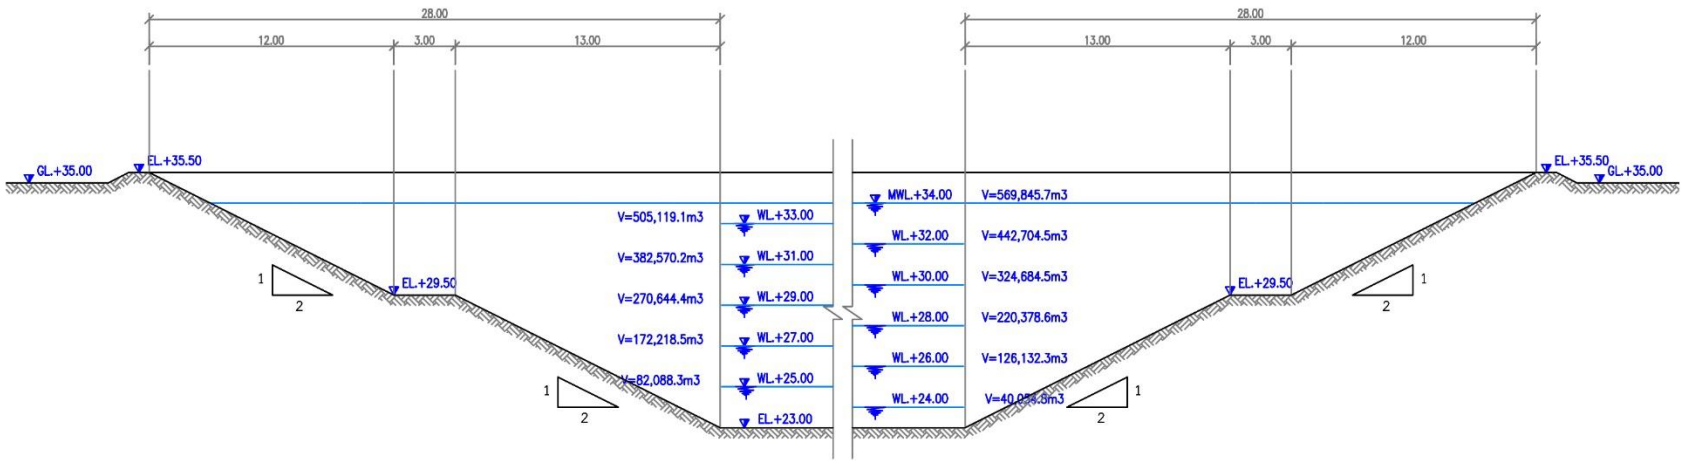 28.00 28.00
12.00 3.00 13.00 13.00 3.00 12.00
GL.+35.00 EL.+35.50 EL.+35.50 GL.+35.00
MWL.+34.00 V=569,845.7m3
V=505,119.1m3 WL.+33.00
WL.+32.00 V=442,704.5m3
V=382,570.2m3 WL.+31.00
1 2 EL.+29.50 WL.+30.00 V=324,684.5m3 EL.+29.50 1 2
V=270,644.4m3 WL.+29.00
WL.+28.00 V=220,378.6m3
V=172,218.5m3 WL.+27.00
WL.+26.00 V=126,132.3m3
1 2 V=82,088.3m3 WL.+25.00 1 2
WL.+24.00
EL.+23.00